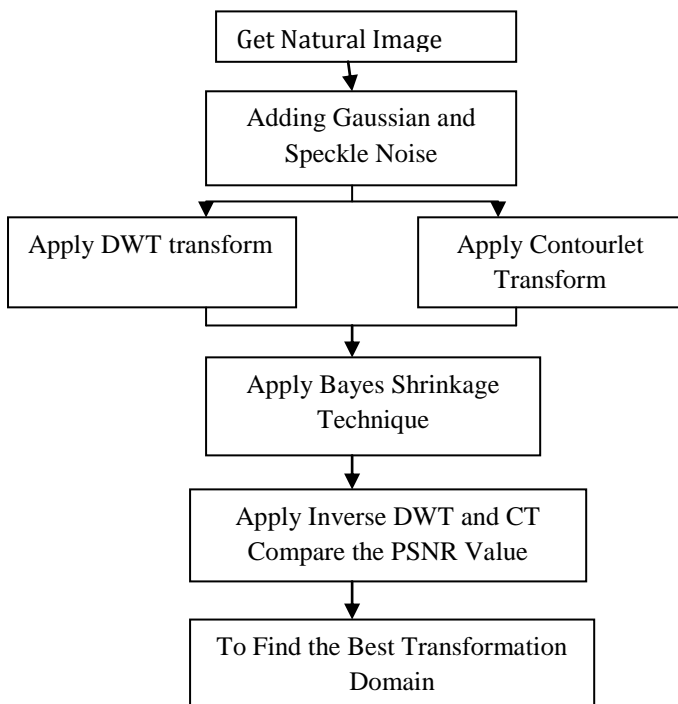 Get Natural Image
Adding Gaussian and
Speckle Noise
Apply DWT transform
Apply Contourlet
Transform
Apply Bayes Shrinkage
Technique
Apply Inverse DWT and CT
Compare the PSNR Value
To Find the Best Transformation
Domain